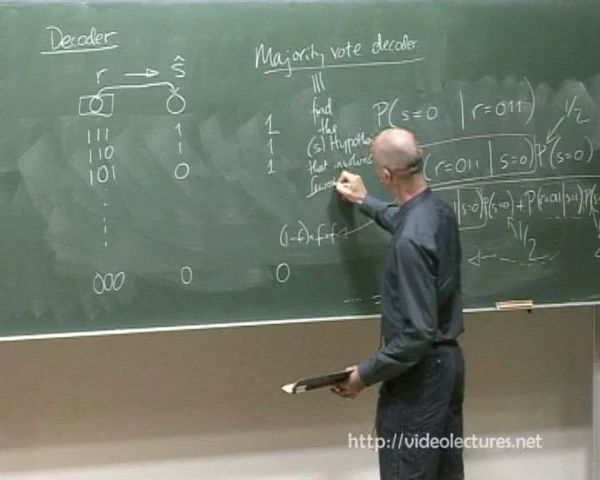 Decoder
r → ŝ
111 1
110 1
101 0
000 0
1
1
1
0
Majority vote decoder
find
the
(s) Hypoth
that involves
P(s=0 | r=011)
1/2
(r=011 | s=0) P(s=0)
|s=0)P(s=0) + P(r=011|s=1)P(s
1/2
(1-f)×f×f
http://videolectures.net